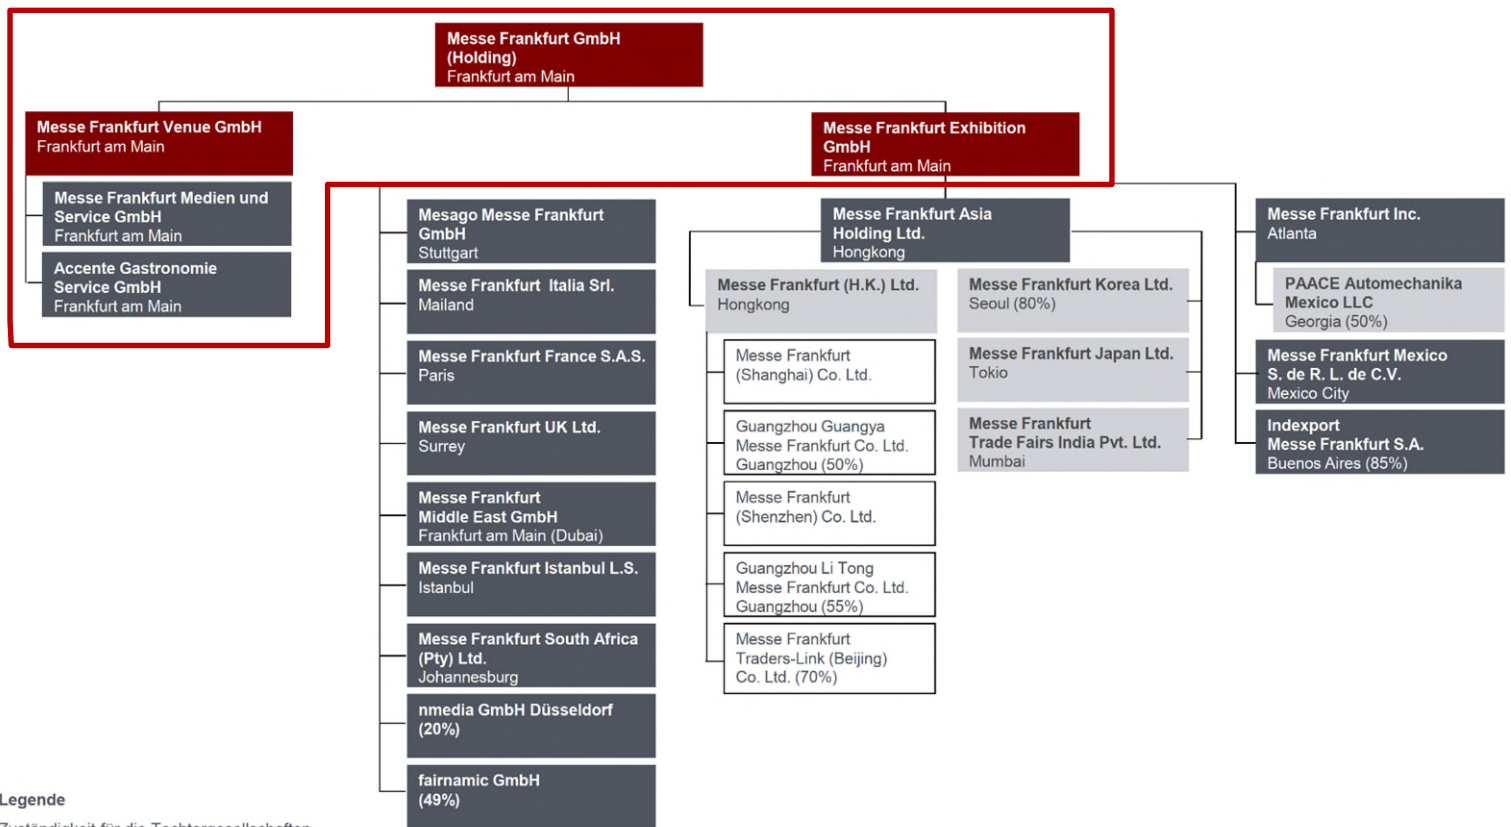 Messe Frankfurt GmbH
(Holding)
Frankfurt am Main
Messe Frankfurt Venue GmbH
Frankfurt am Main
Messe Frankfurt Exhibition
GmbH
Frankfurt am Main
Messe Frankfurt Medien und
Service GmbH
Frankfurt am Main
Accente Gastronomie
Service GmbH
Frankfurt am Main
Mesago Messe Frankfurt
GmbH
Stuttgart
Messe Frankfurt Italia Srl.
Mailand
Messe Frankfurt France S.A.S.
Paris
Messe Frankfurt UK Ltd.
Surrey
Messe Frankfurt
Middle East GmbH
Frankfurt am Main (Dubai)
Messe Frankfurt Istanbul L.S.
Istanbul
Messe Frankfurt South Africa
(Pty) Ltd.
Johannesburg
nmedia GmbH Düsseldorf
(20%)
fairnamic GmbH
(49%)
Messe Frankfurt Asia
Holding Ltd.
Hongkong
Messe Frankfurt (H.K.) Ltd.
Hongkong
Messe Frankfurt
(Shanghai) Co. Ltd.
Guangzhou Guangya
Messe Frankfurt Co. Ltd.
Guangzhou (50%)
Messe Frankfurt
(Shenzhen) Co. Ltd.
Guangzhou Li Tong
Messe Frankfurt Co. Ltd.
Guangzhou (55%)
Messe Frankfurt
Traders-Link (Beijing)
Co. Ltd. (70%)
Messe Frankfurt Korea Ltd.
Seoul (80%)
Messe Frankfurt Japan Ltd.
Tokio
Messe Frankfurt
Trade Fairs India Pvt. Ltd.
Mumbai
Messe Frankfurt Inc.
Atlanta
PAACE Automechanika
Mexico LLC
Georgia (50%)
Messe Frankfurt Mexico
S. de R. L. de C.V.
Mexico City
Indexport
Messe Frankfurt S.A.
Buenos Aires (85%)
Legende
Zuständigkeit für die Tochtergesellschaften